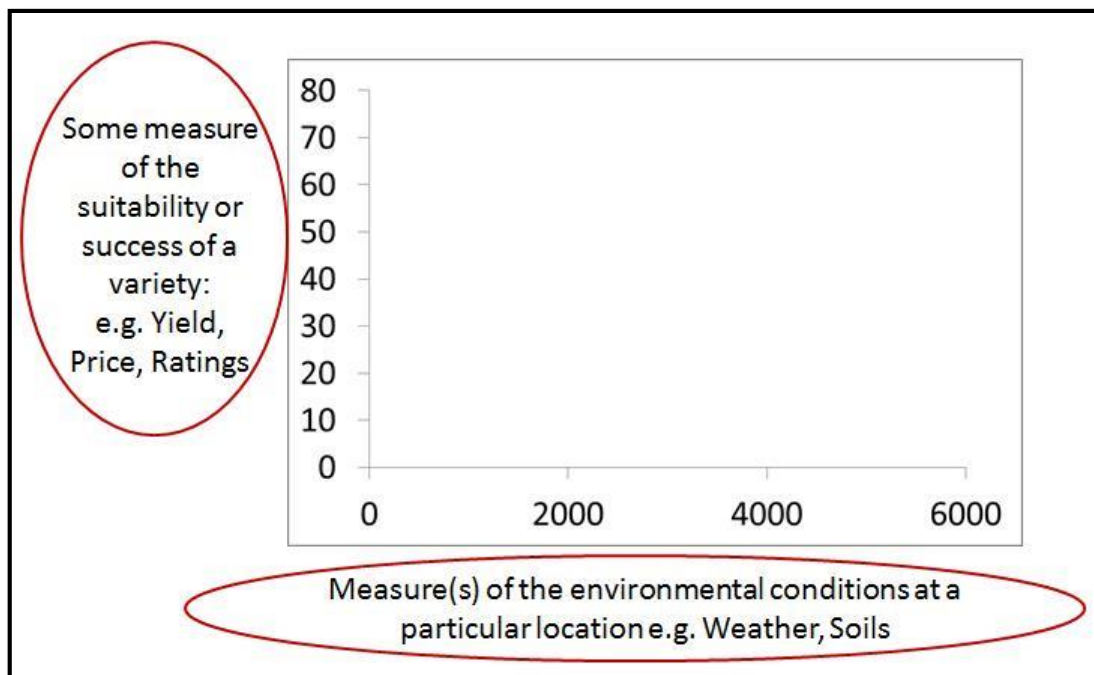 Some measure
of the
suitability or
success of a
variety:
e.g. Yield,
Price, Ratings
80
70
60
50
40
30
20
10
0
0 2000 4000 6000
Measure(s) of the environmental conditions at a
particular location e.g. Weather, Soils